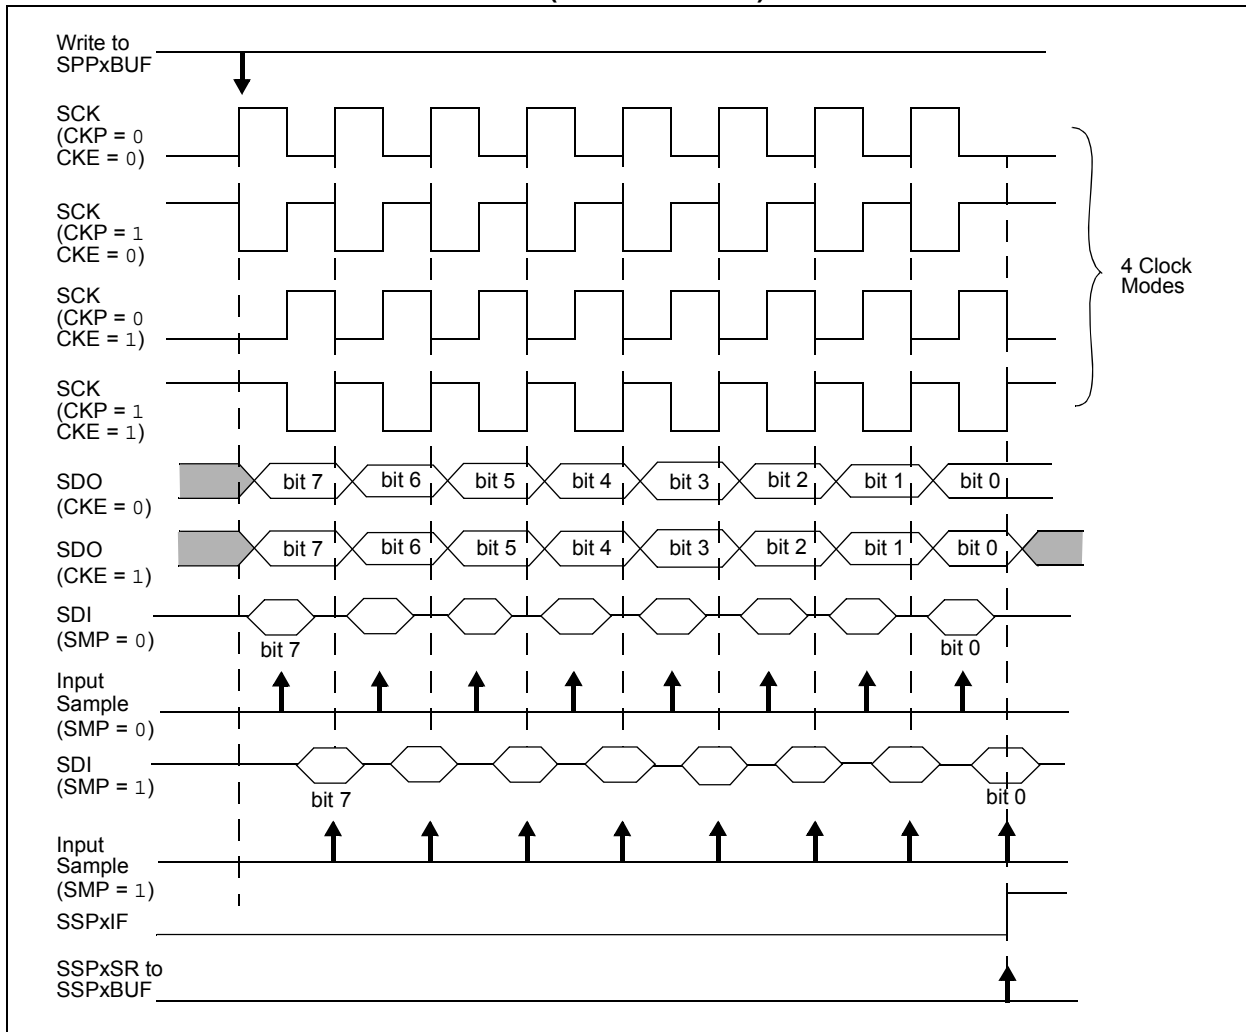 Write to
SPPxBUF
SCK
(CKP = 0
CKE = 0)
SCK
(CKP = 1
CKE = 0)
SCK
(CKP = 0
CKE = 1)
SCK
(CKP = 1
CKE = 1)
4 Clock
Modes
SDO
(CKE = 0)
bit 7 bit 6 bit 5 bit 4 bit 3 bit 2 bit 1 bit 0
SDO
(CKE = 1)
bit 7 bit 6 bit 5 bit 4 bit 3 bit 2 bit 1 bit 0
SDI
(SMP = 0)
bit 7 bit 0
Input
Sample
(SMP = 0)
SDI
(SMP = 1)
bit 7 bit 0
Input
Sample
(SMP = 1)
SSPxIF
SSPxSR to
SSPxBUF